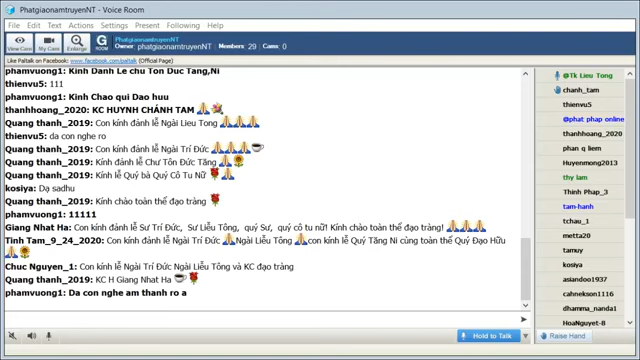 PhatgiaonamtruyenNT - Voice Room
File Edit Text Actions Settings Present Following Help
View Cams
My Cam
Enlarge
G
ROOM
PhatgiaonamtruyenNT
Owner: phatgiaonamtruyenNT Members: 29 Cams: 0
Like Paltalk on Facebook: www.facebook.com/paltalk (Official Page)
phamvuong1: Kinh Danh Le chu Ton Duc Tang,Ni
thienvu5: 111
phamvuong1: Kinh Chao qui Dao huu
thanhhoang_2020: KC HUYNH CHÁNH TAM
Quang thanh_2019: Con kính đảnh lễ Ngài Lieu Tong
thienvu5: da con nghe ro
Quang thanh_2019: Con kính đảnh lễ Ngài Trí Đức
Quang thanh_2019: Kính đảnh lễ Chư Tôn Đức Tăng
Quang thanh_2019: Kính lễ Quý bà Quý Cô Tu Nữ
kosiya: Dạ sadhu
Quang thanh_2019: Kính chào toàn thể đạo tràng
phamvuong1: 11111
Giang Nhat Ha: Con kính đảnh lễ Sư Trí Đức, Sư Liễu Tông, quý Sư, quý cô tu nữ! Kính chào toàn thể đạo tràng!
Tinh Tam_9_24_2020: Con kính đảnh lễ Ngài Trí Đức Ngài Liễu Tông con kính lễ Quý Tăng Ni cùng toàn thể Quý Đạo Hữu
Chuc Nguyen_1: Con kính lễ Ngài Trí Đức Ngài Liễu Tông và KC đạo tràng
Quang thanh_2019: KC H Giang Nhat Ha
phamvuong1: Da con nghe am thanh ro a
@Tk Lieu Tong
chanh_tam
thienvu5
@phat phap online
thanhhoang_2020
phan q liem
Huyenmong2013
thy lam
Thinh Phap_3
tam-hanh
tchau_1
metta20
tamuy
kosiya
asiandoo1937
cahnekson1116
dhamma_nanda1
HoaNguyet-8
Hold to Talk
Raise Hand